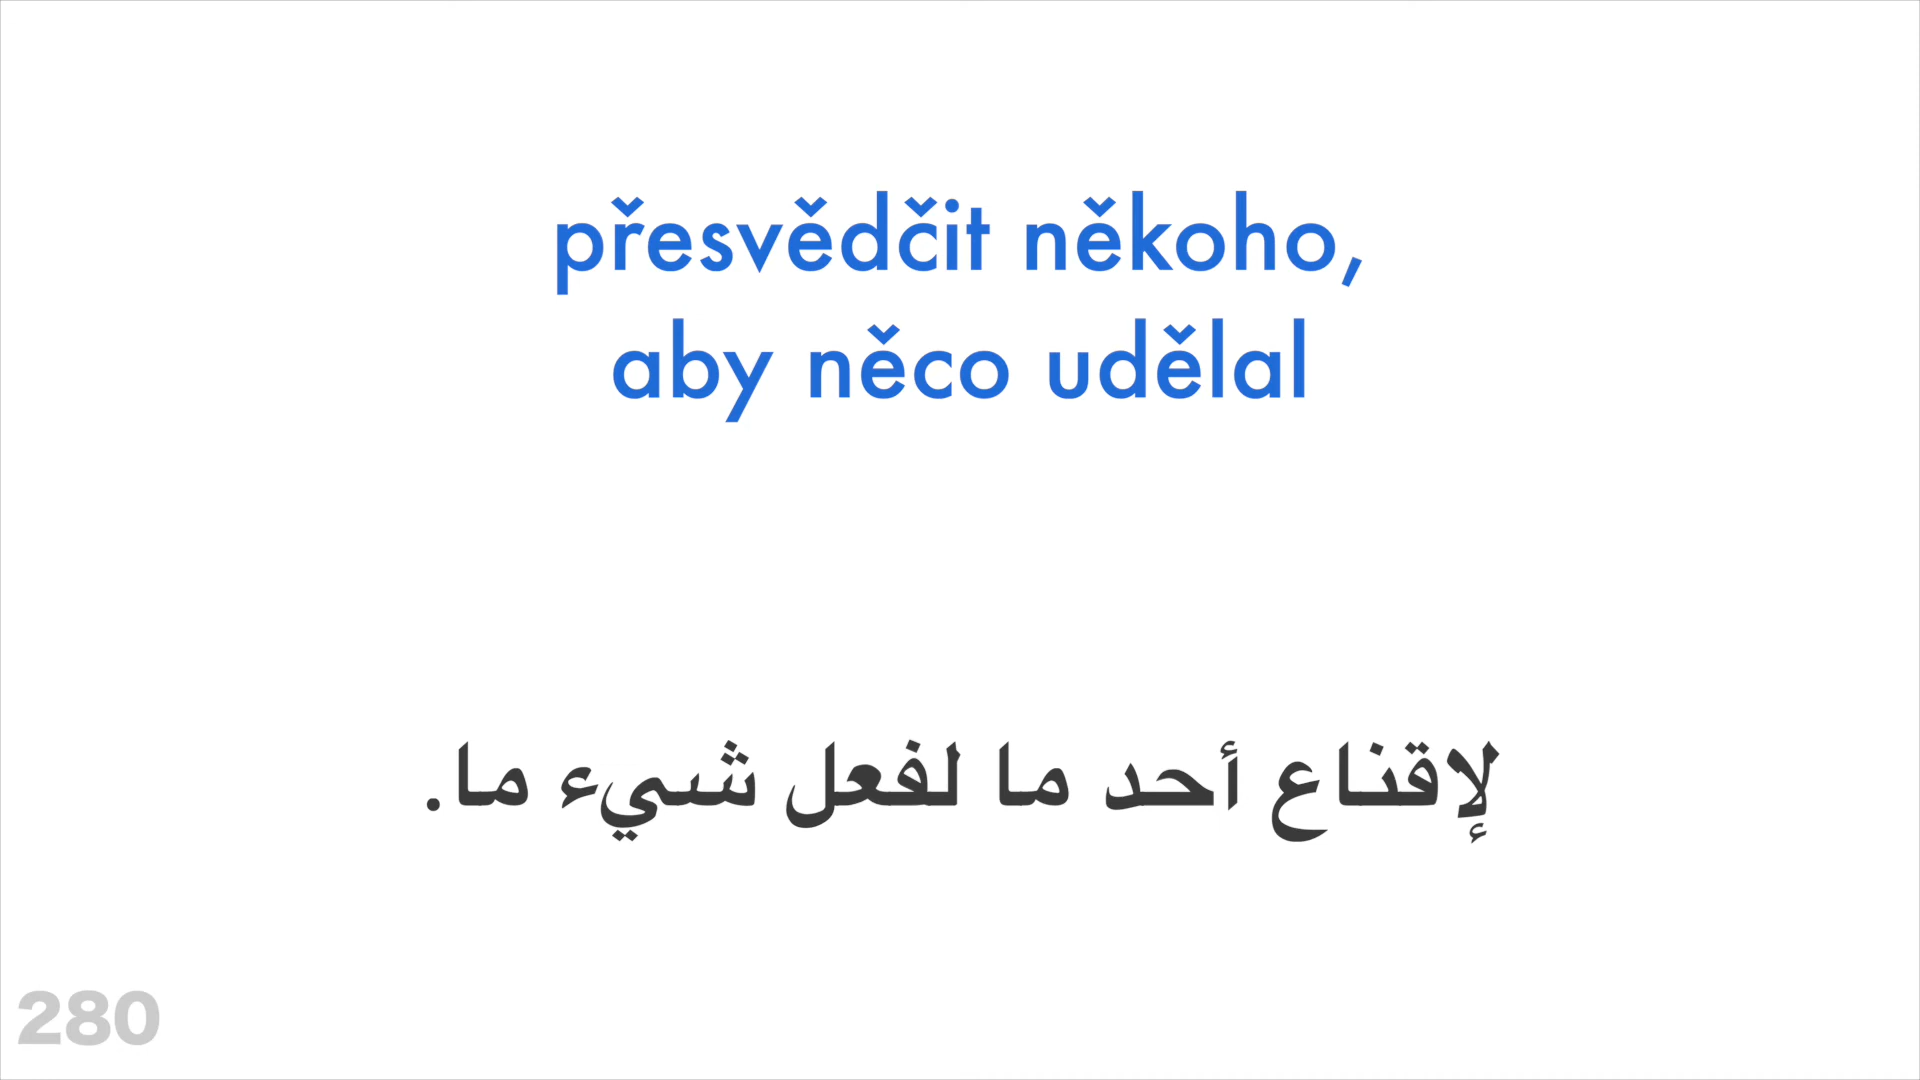 přesvědčit někoho,
aby něco udělal
لإقناع أحد ما لفعل شيء ما.
280